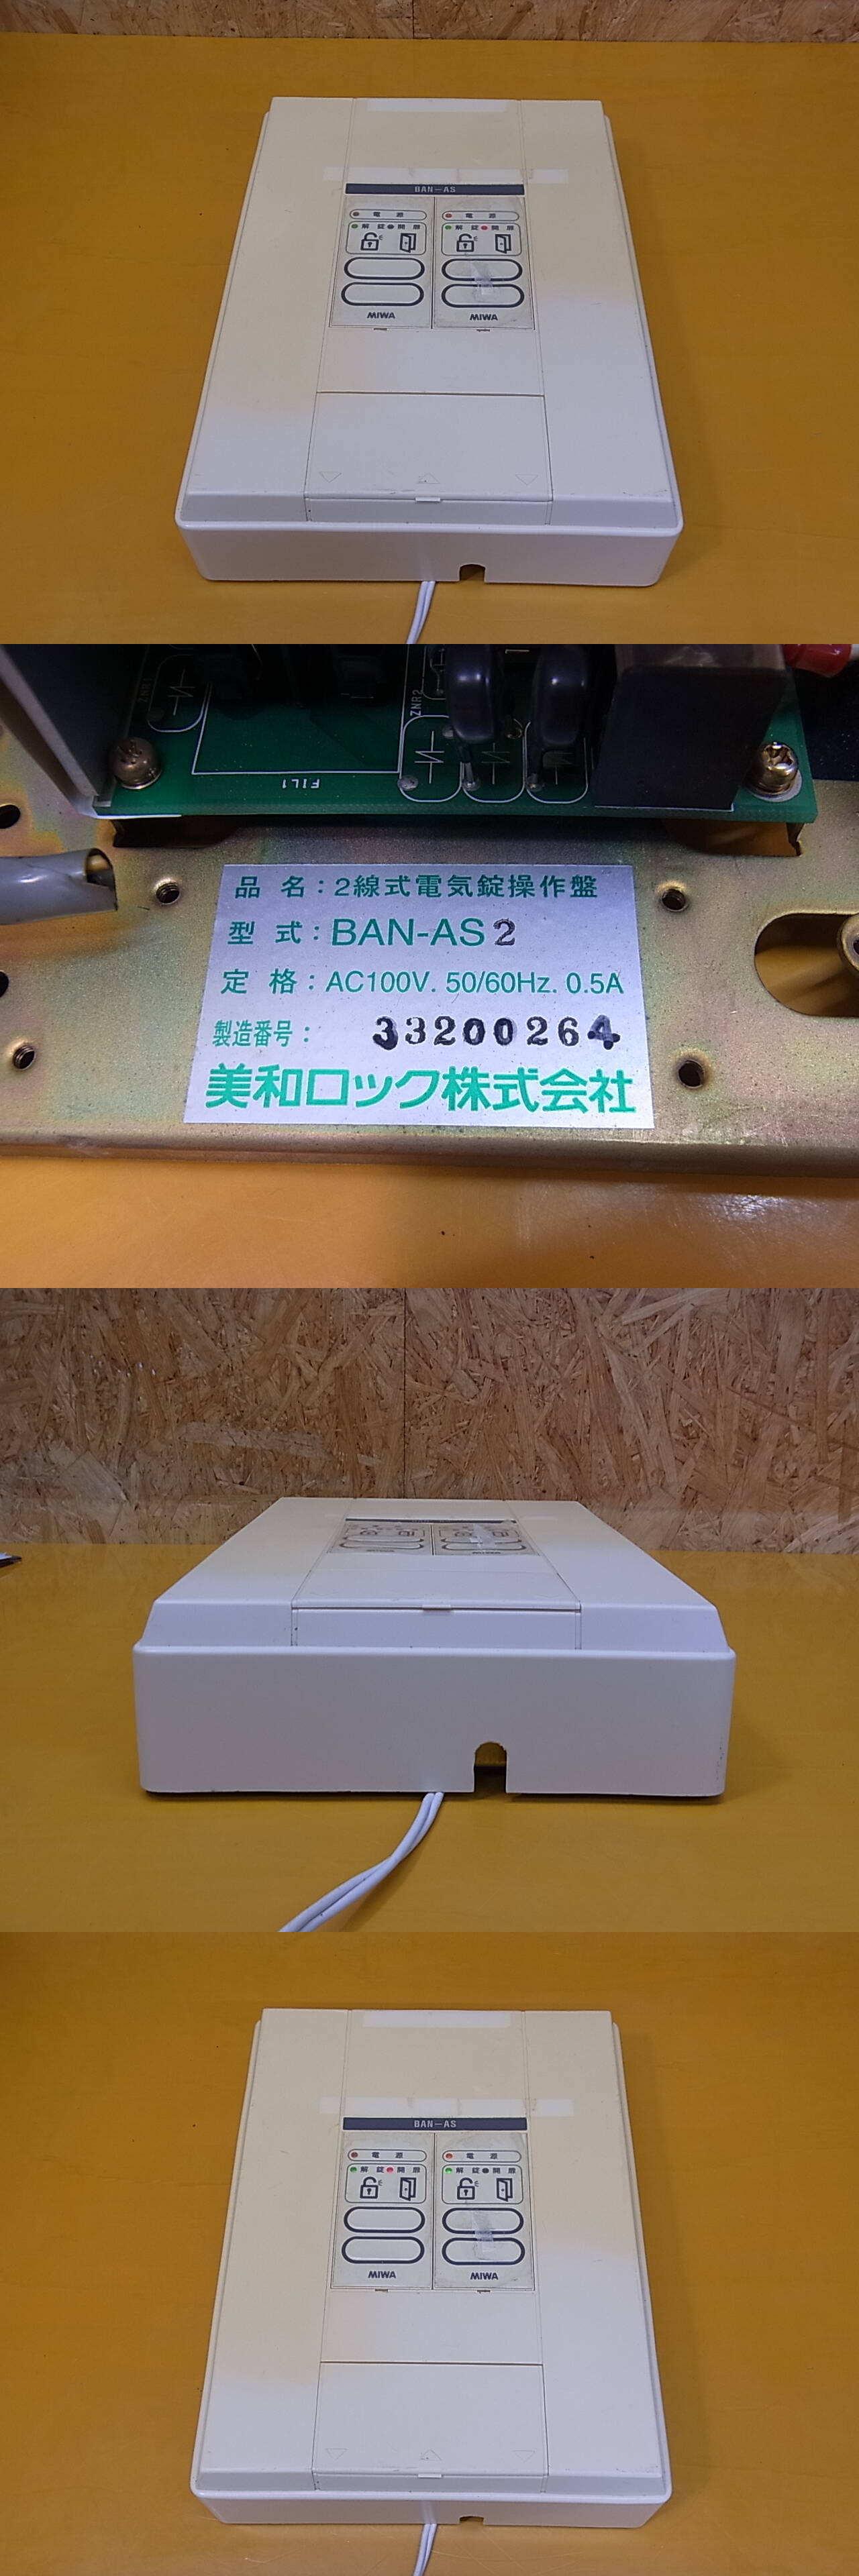 BAN-AS
電源 電源
解錠 開扉 解錠 開扉
MIWA MIWA
ZNR1
ZNR2
FIL1
品名：2線式電気錠操作盤
型式：BAN-AS2
定格：AC100V. 50/60Hz. 0.5A
製造番号： 33200264
美和ロック株式会社
BAN-AS
電源 電源
解錠 開扉 解錠 開扉
MIWA MIWA